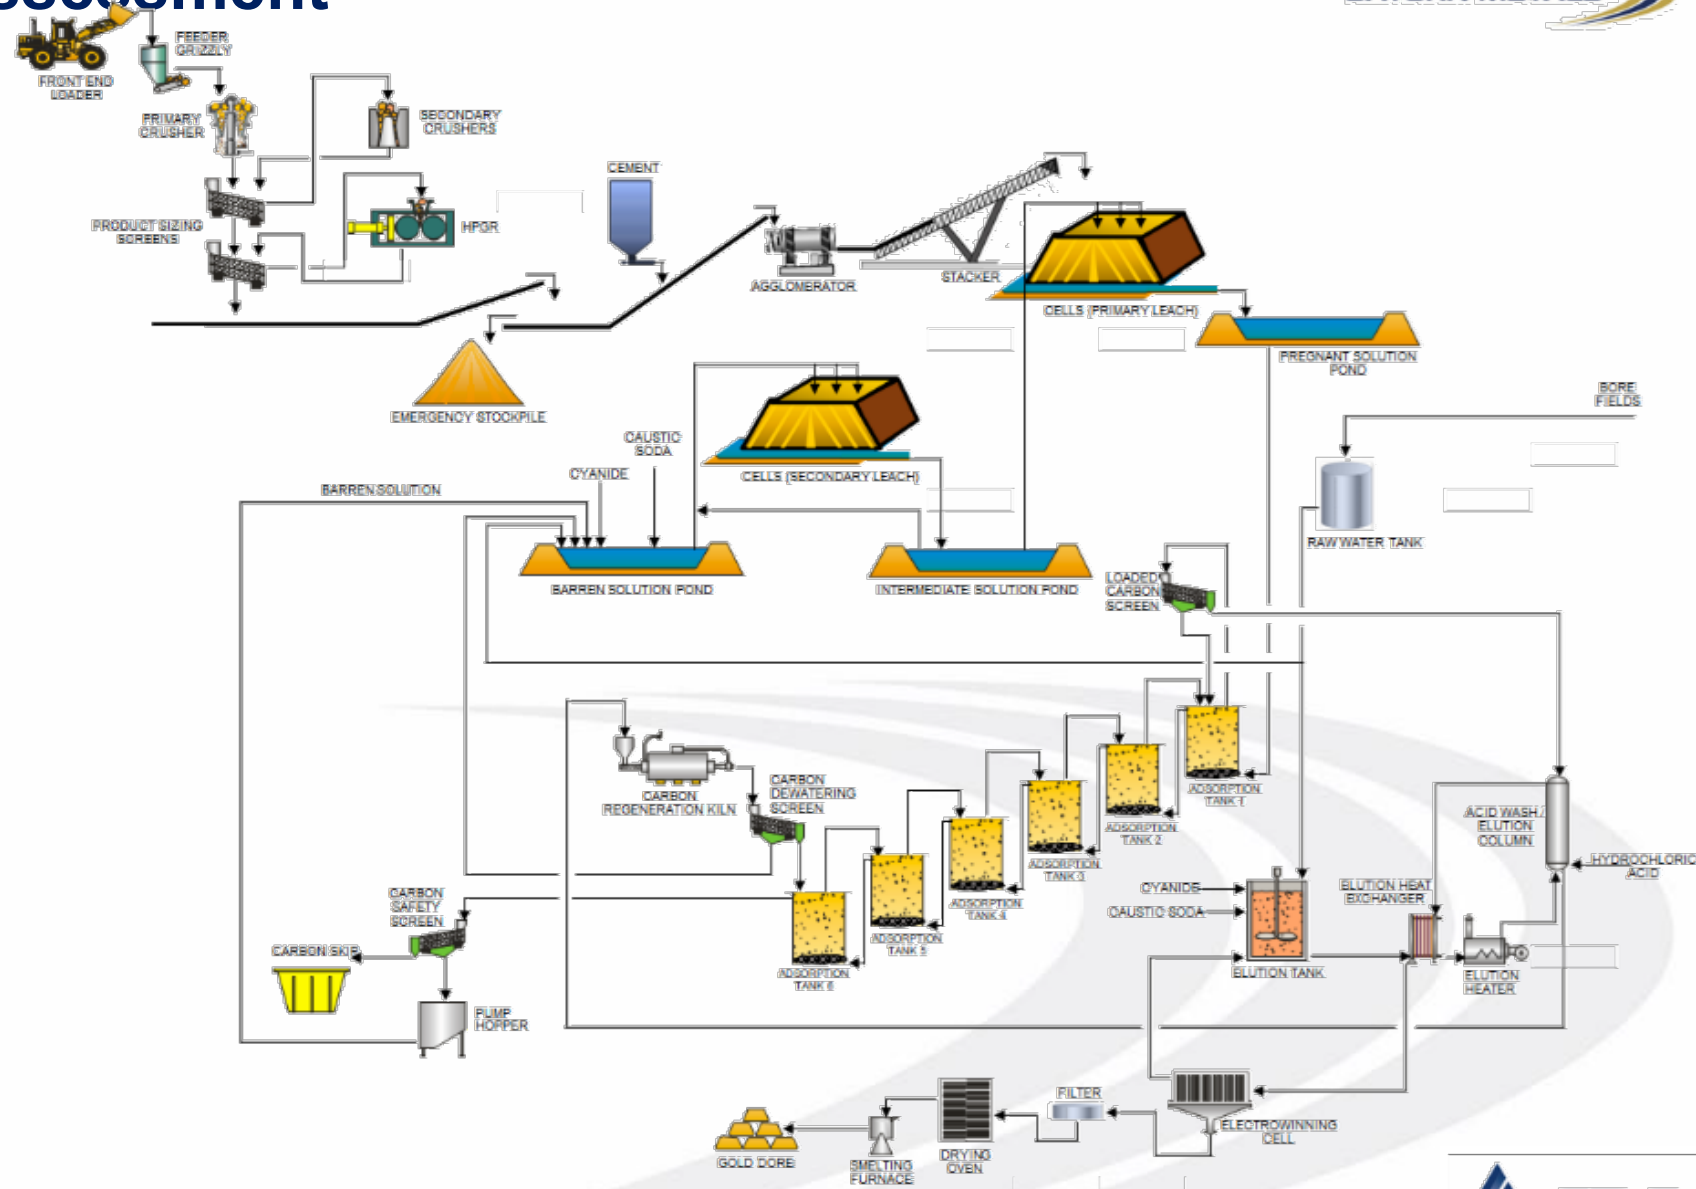 FEEDER
GRIZZLY
FRONT END
LOADER
PRIMARY
CRUSHER
SECONDARY
CRUSHERS
PRODUCT SIZING
SCREENS
HPGR
CEMENT
AGGLOMERATOR
STACKER
CELLS (PRIMARY LEACH)
PREGNANT SOLUTION
POND
EMERGENCY STOCKPILE
BORE
FIELDS
CAUSTIC
SODA
CYANIDE
CELLS (SECONDARY LEACH)
BARREN SOLUTION
RAW WATER TANK
BARREN SOLUTION POND
INTERMEDIATE SOLUTION POND
LOADED
CARBON
SCREEN
CARBON
REGENERATION KILN
CARBON
DEWATERING
SCREEN
ADSORPTION
TANK 1
ADSORPTION
TANK 2
ADSORPTION
TANK 3
ADSORPTION
TANK 4
ADSORPTION
TANK 5
ADSORPTION
TANK 6
ACID WASH /
ELUTION
COLUMN
HYDROCHLORIC
ACID
CYANIDE
CAUSTIC SODA
ELUTION HEAT
EXCHANGER
ELUTION TANK
ELUTION
HEATER
CARBON
SAFETY
SCREEN
CARBON SKIP
PUMP
HOPPER
ELECTROWINNING
CELL
FILTER
DRYING
OVEN
SMELTING
FURNACE
GOLD DORE